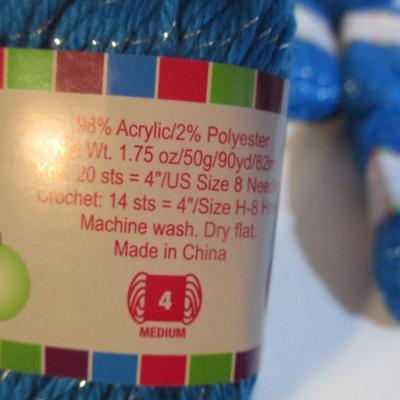 98% Acrylic/2% Polyester
Wt. 1.75 oz/50g/90yd/82m
20 sts = 4"/US Size 8
Crochet: 14 sts = 4"/Size H-8
Machine wash. Dry flat.
Made in China
4
MEDIUM